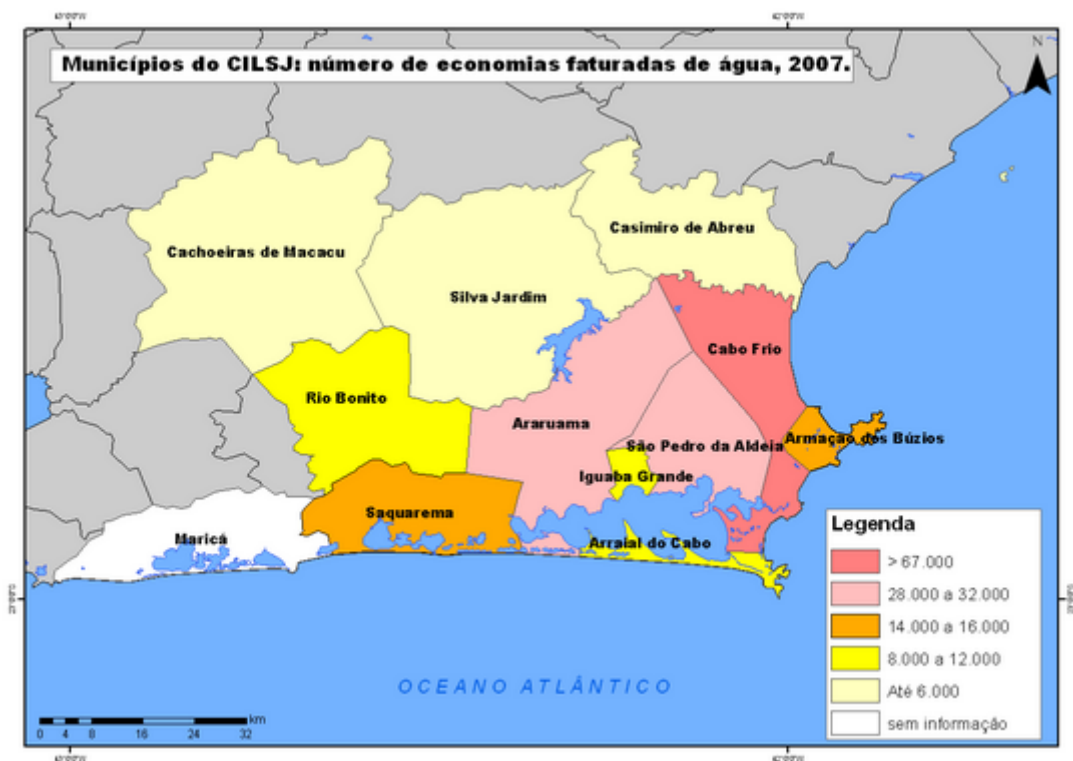 Municípios do CILSJ: número de economias faturadas de água, 2007.
N
Casimiro de Abreu
Cachoeiras de Macacu
Silva Jardim
Cabo Frio
Rio Bonito
Araruama
Armação dos Búzios
São Pedro da Aldeia
Iguaba Grande
Saquarema
Maricá
Arraial do Cabo
Legenda
> 67.000
28.000 a 32.000
14.000 a 16.000
8.000 a 12.000
Até 6.000
sem informação
OCEANO ATLÂNTICO
km
0 4 8 16 24 32